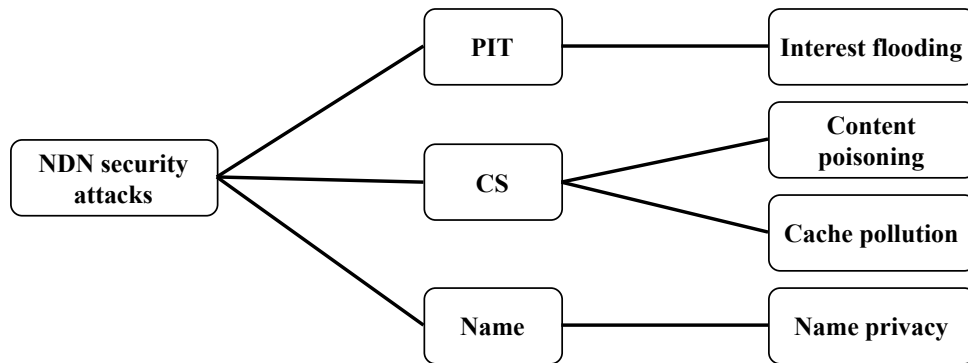 PIT
Interest flooding
NDN security
attacks
CS
Content
poisoning
Cache pollution
Name
Name privacy